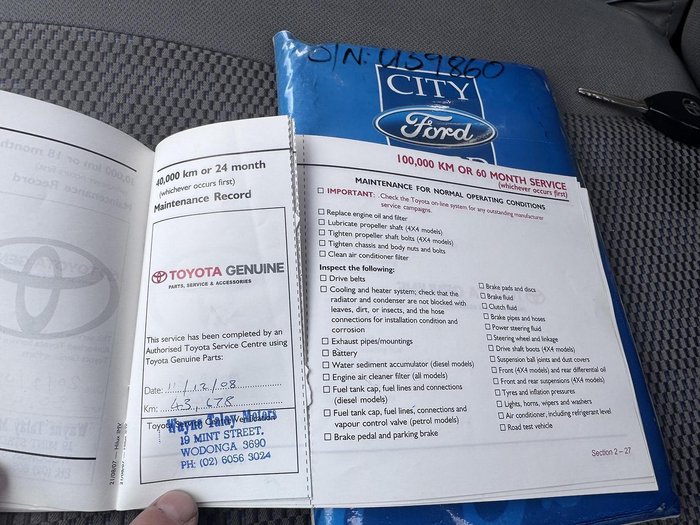 S/N: U59860
CITY
Ford
40,000 km or 24 month
(whichever occurs first)
Maintenance Record
TOYOTA GENUINE
PARTS, SERVICE & ACCESSORIES
This service has been completed by an
Authorised Toyota Service Centre using
Toyota Genuine Parts:
Date: 11/12/08
Km: 43,678
Wayne Talay Motors
19 MINT STREET,
WODONGA 3690
PH: (02) 6056 3024
100,000 KM OR 60 MONTH SERVICE
(whichever occurs first)
MAINTENANCE FOR NORMAL OPERATING CONDITIONS
IMPORTANT: Check the Toyota on-line system for any outstanding manufacturer
service campaigns.
Replace engine oil and filter
Lubricate propeller shaft (4X4 models)
Tighten propeller shaft bolts (4X4 models)
Tighten chassis and body nuts and bolts
Clean air conditioner filter
Inspect the following:
Drive belts
Cooling and heater system; check that the
radiator and condenser are not blocked with
leaves, dirt, or insects, and the hose
connections for installation condition and
corrosion
Exhaust pipes/mountings
Battery
Water sediment accumulator (diesel models)
Engine air cleaner filter (all models)
Fuel tank cap, fuel lines and connections
(diesel models)
Fuel tank cap, fuel lines, connections and
vapour control valve (petrol models)
Brake pedal and parking brake
Brake pads and discs
Brake fluid
Clutch fluid
Brake pipes and hoses
Power steering fluid
Steering wheel and linkage
Drive shaft boots (4X4 models)
Suspension ball joints and dust covers
Front (4X4 models) and rear differential oil
Front and rear suspensions (4X4 models)
Tyres and inflation pressures
Lights, horns, wipers and washers
Air conditioner, including refrigerant level
Road test vehicle
Section 2 – 27